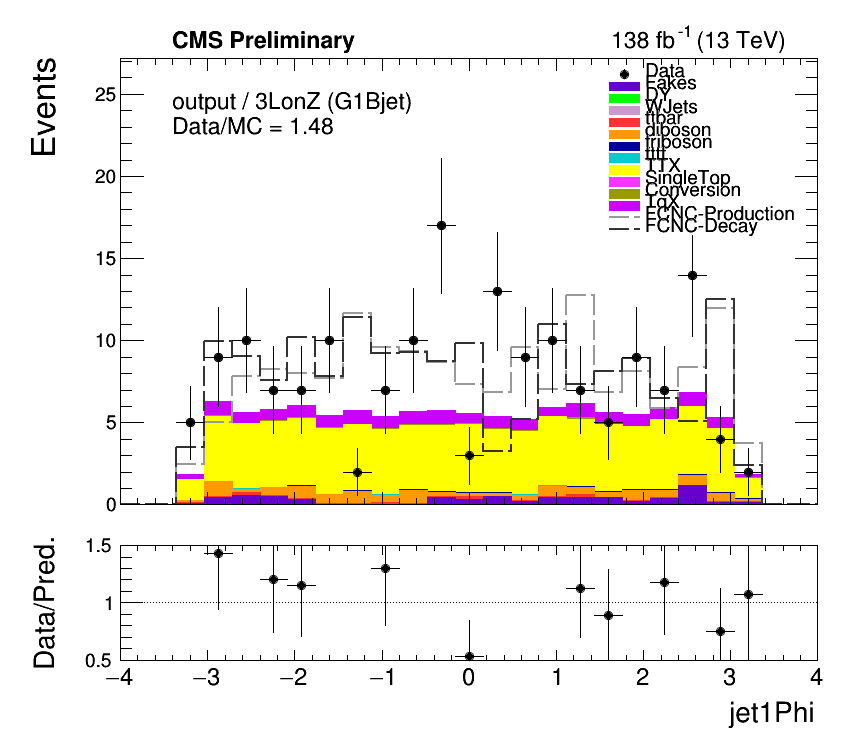 CMS Preliminary
138 fb-1 (13 TeV)
Events
output / 3LonZ (G1Bjet)
Data/MC = 1.48
Data
Fakes
DY
WJets
ttbar
diboson
triboson
tttt
TTX
SingleTop
Conversion
TqX
FCNC-Production
FCNC-Decay
25
20
15
10
5
0
Data/Pred.
1.5
1
0.5
−4 −3 −2 −1 0 1 2 3 4
jet1Phi